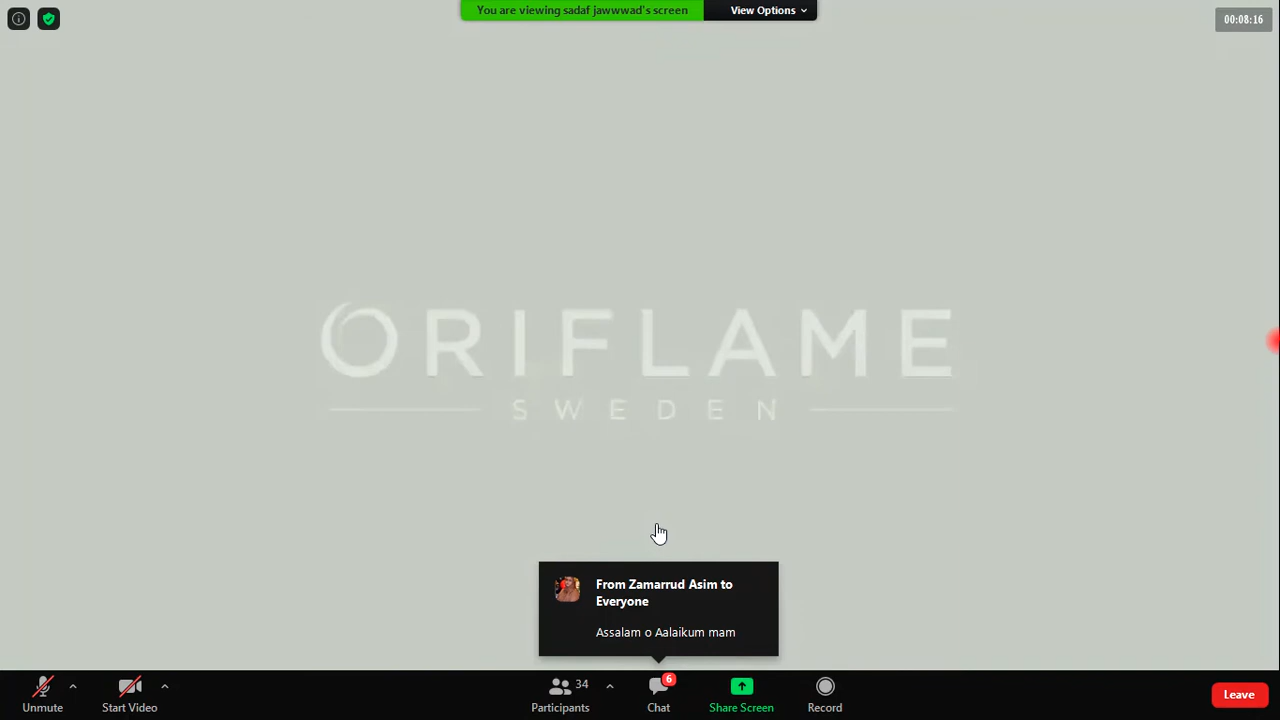 You are viewing sadaf jawwwad's screen
View Options
00:08:16
ORIFLAME
SWEDEN
From Zamarrud Asim to
Everyone
Assalam o Aalaikum mam
Unmute
Start Video
34
Participants
6
Chat
Share Screen
Record
Leave